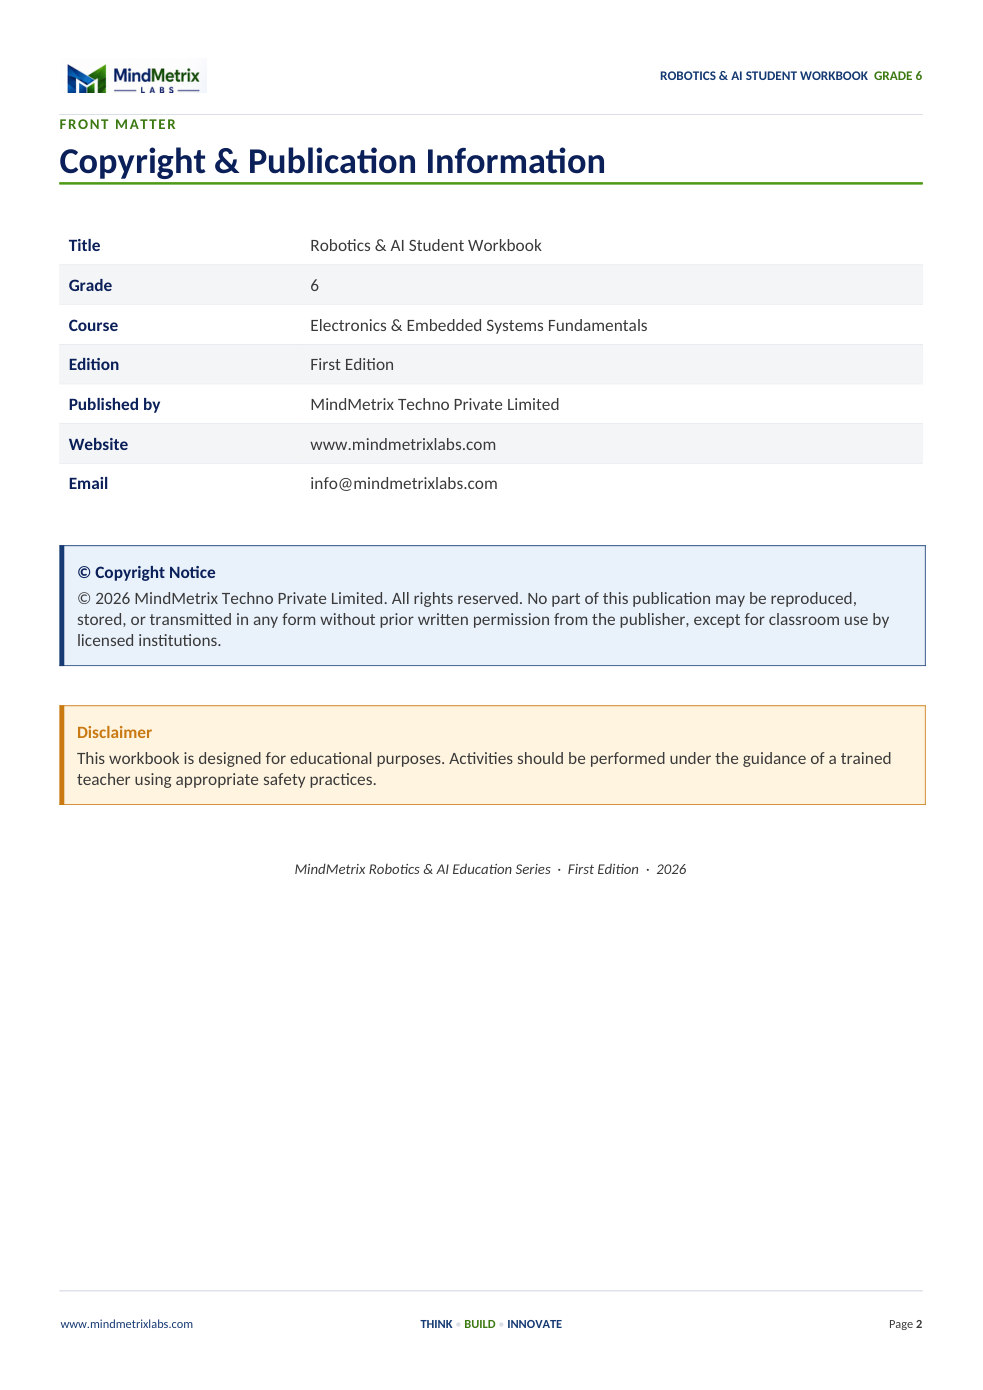 MindMetrix
LABS
ROBOTICS & AI STUDENT WORKBOOK GRADE 6
FRONT MATTER
Copyright & Publication Information
Title Robotics & AI Student Workbook
Grade 6
Course Electronics & Embedded Systems Fundamentals
Edition First Edition
Published by MindMetrix Techno Private Limited
Website www.mindmetrixlabs.com
Email info@mindmetrixlabs.com
© Copyright Notice
© 2026 MindMetrix Techno Private Limited. All rights reserved. No part of this publication may be reproduced,
stored, or transmitted in any form without prior written permission from the publisher, except for classroom use by
licensed institutions.
Disclaimer
This workbook is designed for educational purposes. Activities should be performed under the guidance of a trained
teacher using appropriate safety practices.
MindMetrix Robotics & AI Education Series · First Edition · 2026
www.mindmetrixlabs.com THINK • BUILD • INNOVATE Page 2